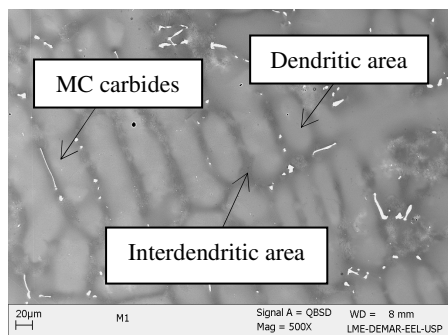 Dendritic area
MC carbides
Interdendritic area
20µm
M1
Signal A = QBSD
WD = 8 mm
Mag = 500X
LME-DEMAR-EEL-USP